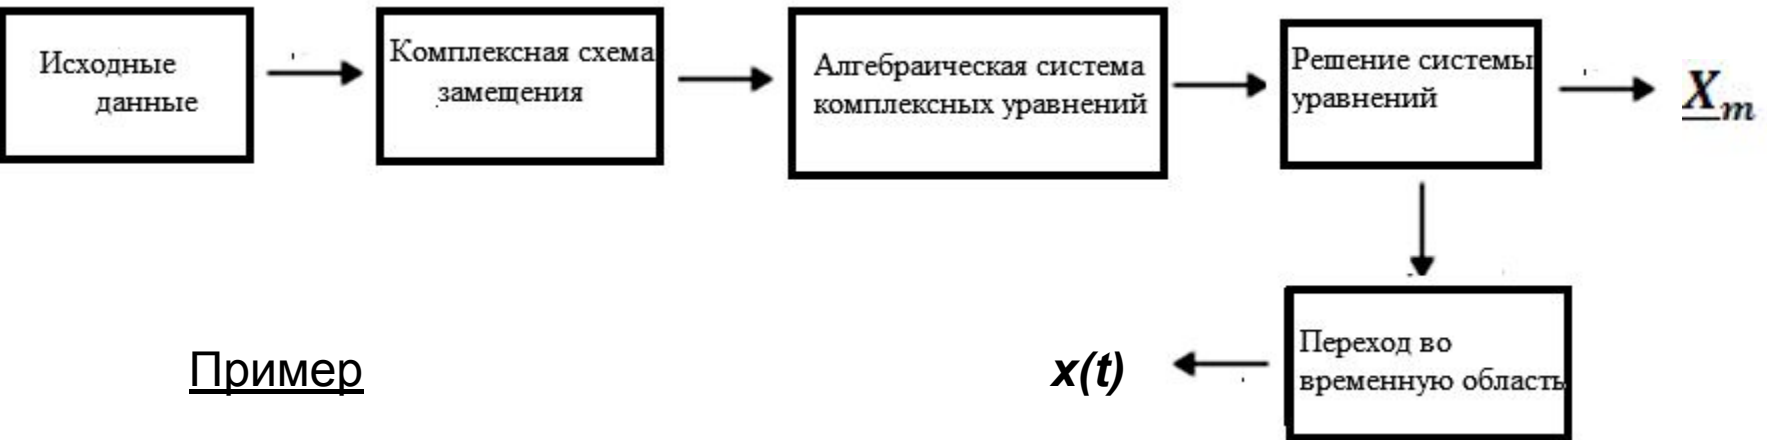 Исходные
данные
Комплексная схема
замещения
Алгебраическая система
комплексных уравнений
Решение системы
уравнений
X_m
Переход во
временную область
x(t)
Пример